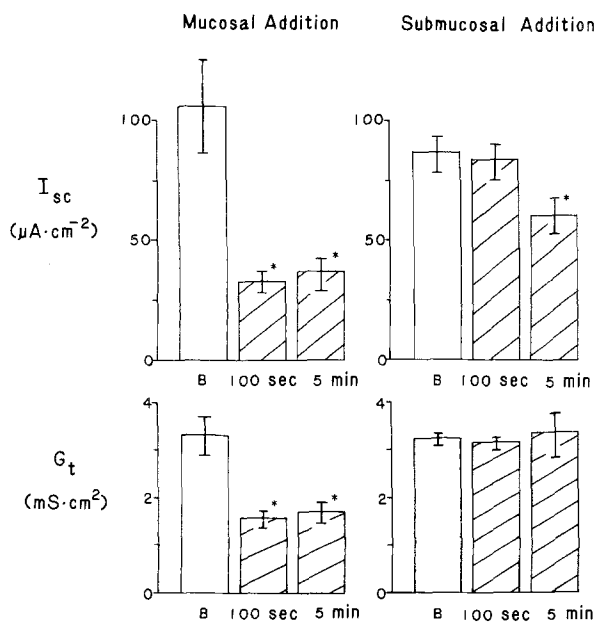 Mucosal Addition
Submucosal Addition
I_sc
(μA·cm⁻²)
100
50
0
B 100 sec 5 min
*
*
100
50
0
B 100 sec 5 min
*
G_t
(mS·cm²)
4
2
0
B 100 sec 5 min
*
*
4
2
0
B 100 sec 5 min